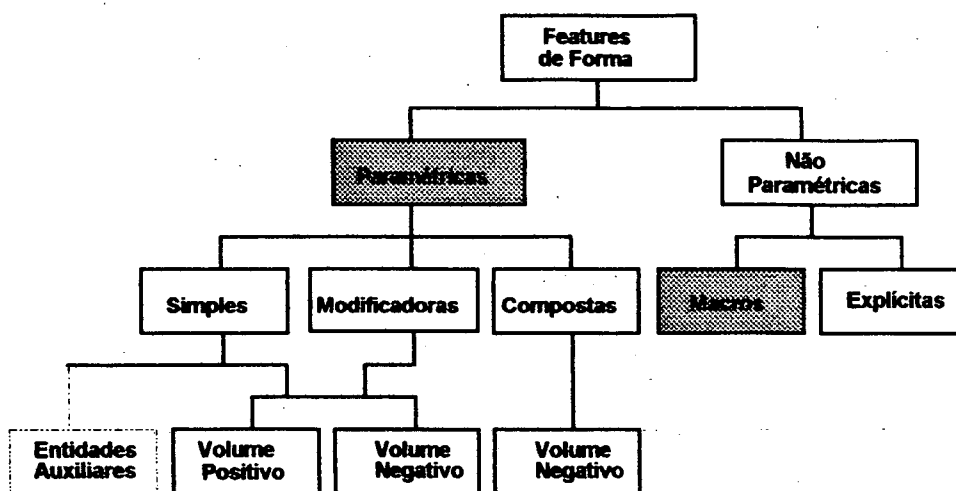 Features
de Forma
Paramétricas
Não
Paramétricas
Simples
Modificadoras
Compostas
Macros
Explícitas
Entidades
Auxiliares
Volume
Positivo
Volume
Negativo
Volume
Negativo